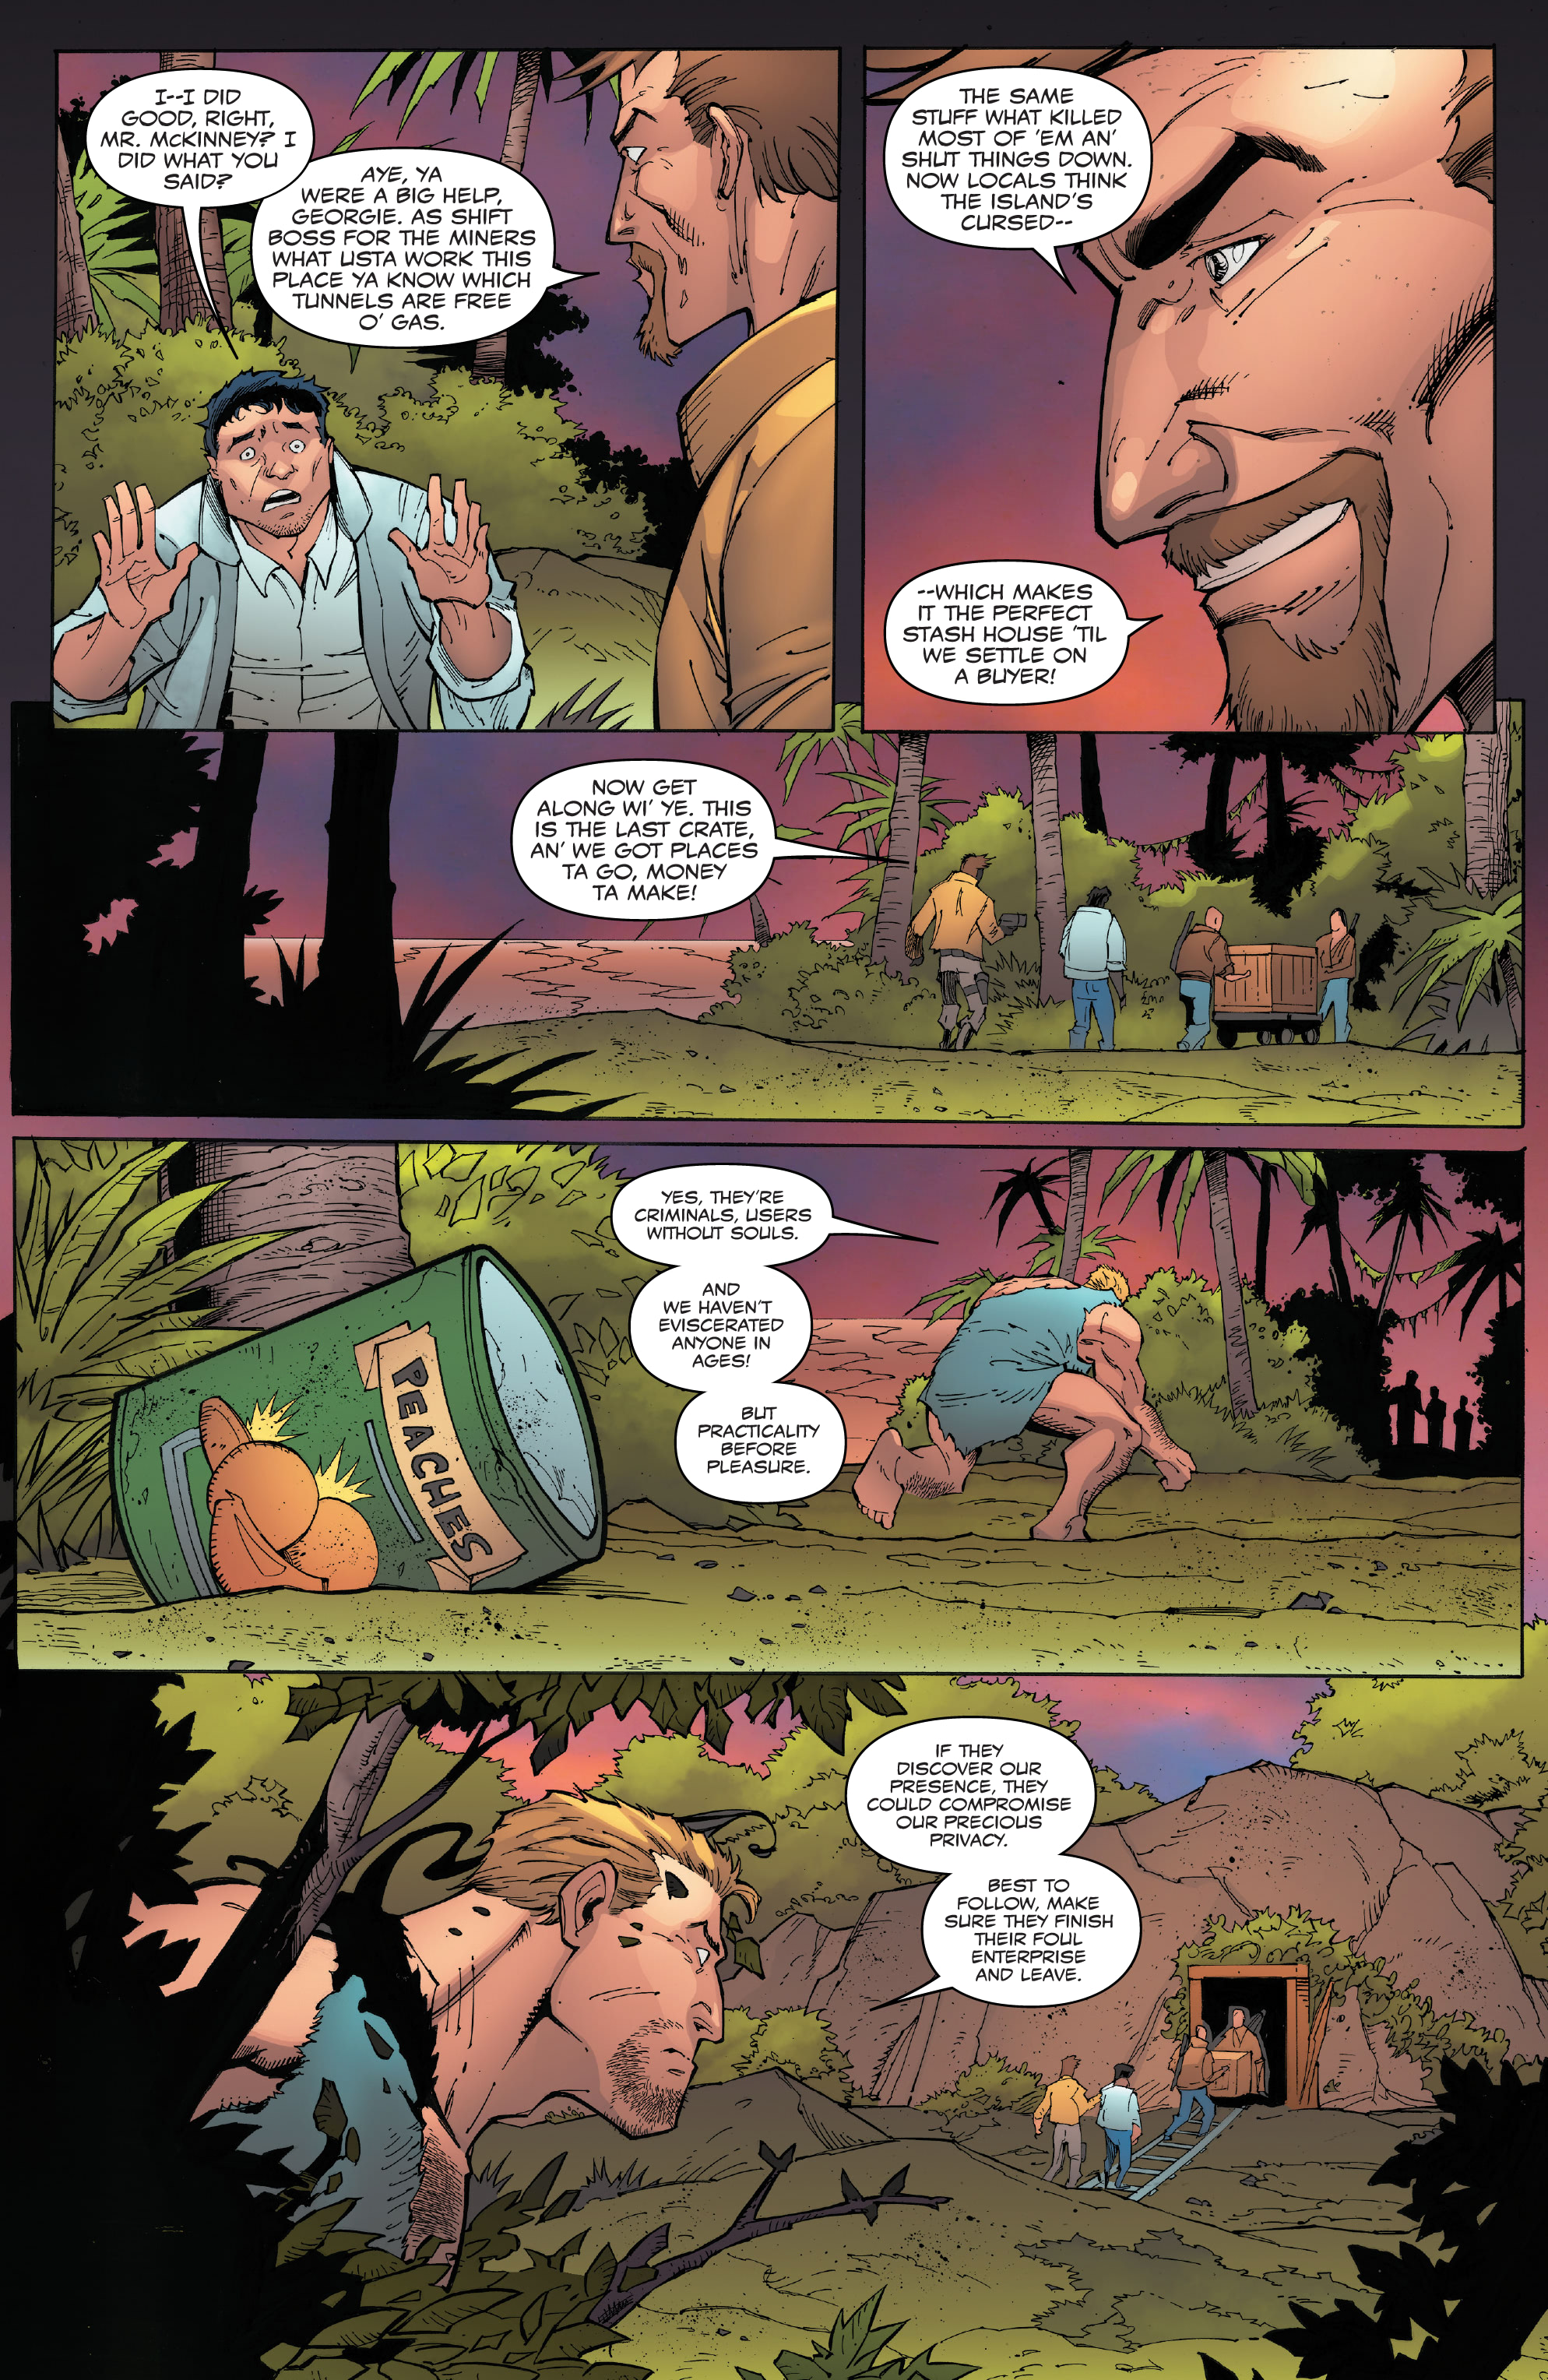 I--I DID
GOOD, RIGHT,
MR. McKINNEY? I
DID WHAT YOU
SAID?
AYE, YA
WERE A BIG HELP,
GEORGIE. AS SHIFT
BOSS FOR THE MINERS
WHAT USTA WORK THIS
PLACE YA KNOW WHICH
TUNNELS ARE FREE
O' GAS.
THE SAME
STUFF WHAT KILLED
MOST OF 'EM AN'
SHUT THINGS DOWN.
NOW LOCALS THINK
THE ISLAND'S
CURSED--
--WHICH MAKES
IT THE PERFECT
STASH HOUSE 'TIL
WE SETTLE ON
A BUYER!
NOW GET
ALONG WI' YE. THIS
IS THE LAST CRATE,
AN' WE GOT PLACES
TA GO, MONEY
TA MAKE!
YES, THEY'RE
CRIMINALS, USERS
WITHOUT SOULS.
AND
WE HAVEN'T
EVISCERATED
ANYONE IN
AGES!
BUT
PRACTICALITY
BEFORE
PLEASURE.
PEACHES
IF THEY
DISCOVER OUR
PRESENCE, THEY
COULD COMPROMISE
OUR PRECIOUS
PRIVACY.
BEST TO
FOLLOW, MAKE
SURE THEY FINISH
THEIR FOUL
ENTERPRISE
AND LEAVE.